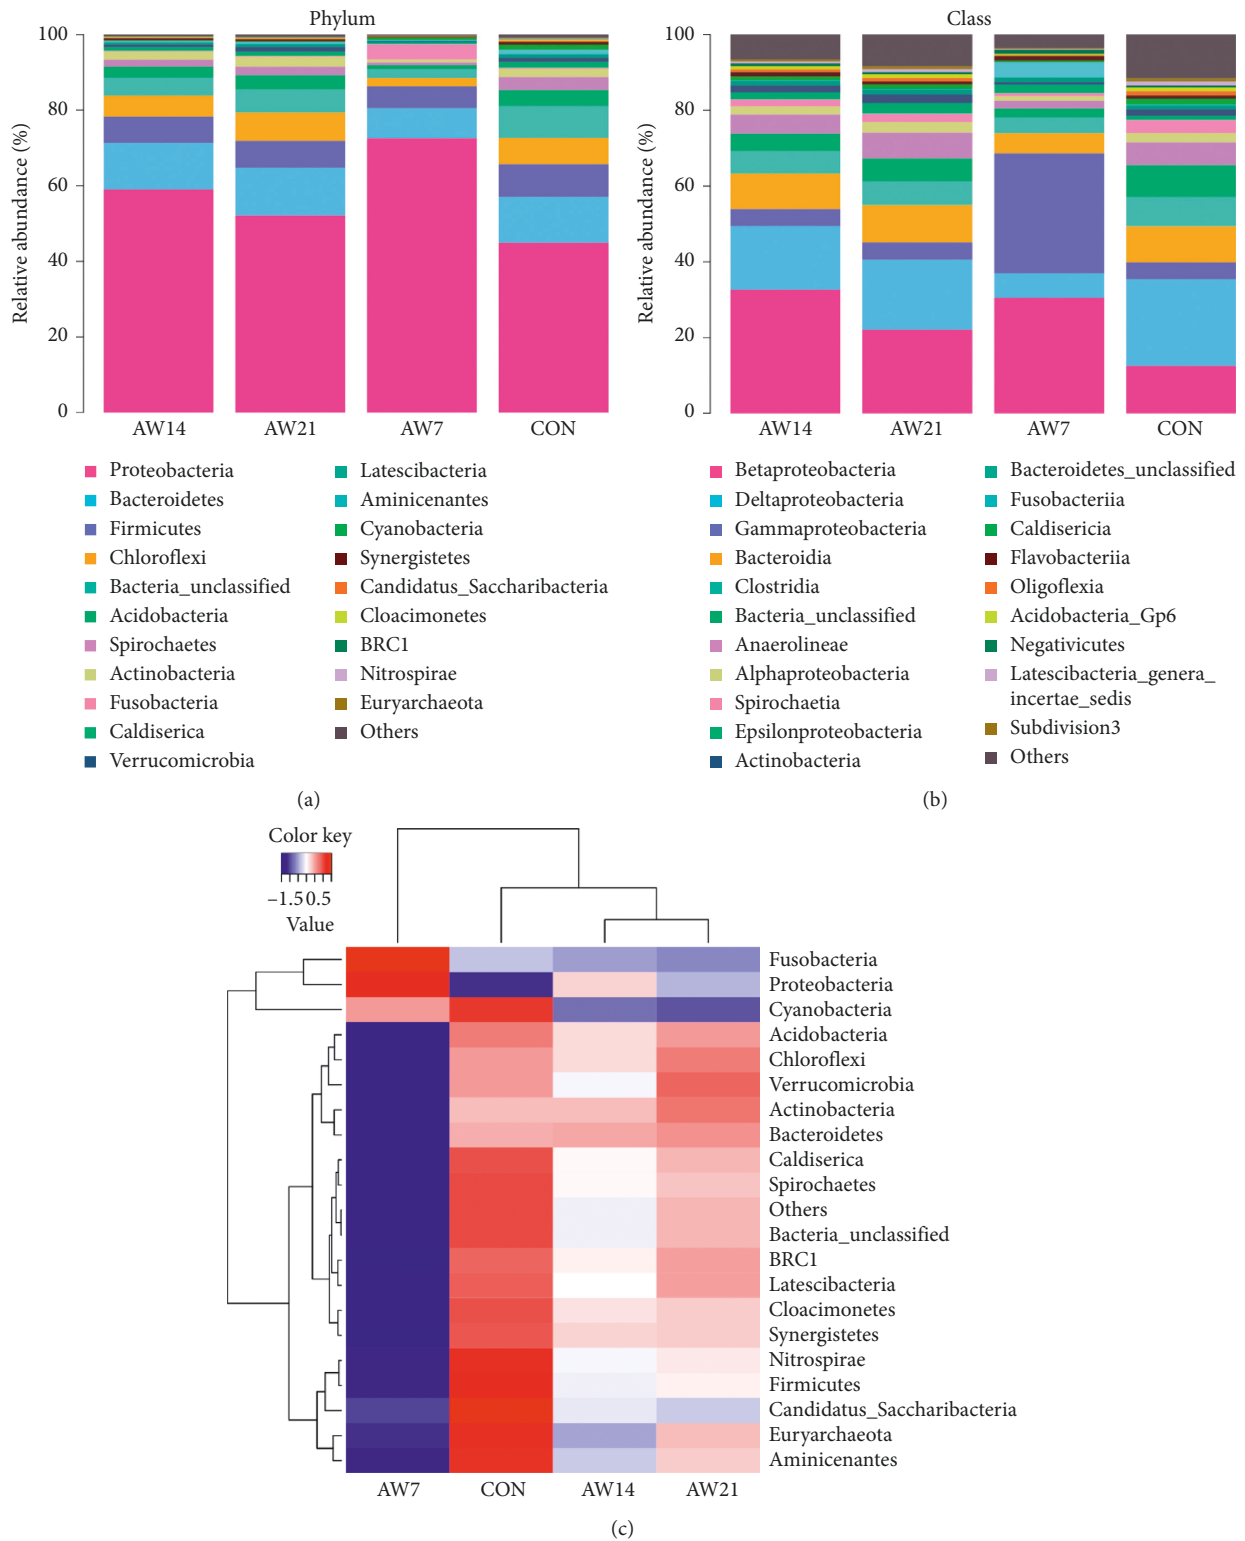 Phylum
100
80
60
40
20
0
Relative abundance (%)
AW14 AW21 AW7 CON
Proteobacteria
Bacteroidetes
Firmicutes
Chloroflexi
Bacteria_unclassified
Acidobacteria
Spirochaetes
Actinobacteria
Fusobacteria
Caldiserica
Verrucomicrobia
Latescibacteria
Aminicenantes
Cyanobacteria
Synergistetes
Candidatus_Saccharibacteria
Cloacimonetes
BRC1
Nitrospirae
Euryarchaeota
Others
(a)
Class
100
80
60
40
20
0
Relative abundance (%)
AW14 AW21 AW7 CON
Betaproteobacteria
Deltaproteobacteria
Gammaproteobacteria
Bacteroidia
Clostridia
Bacteria_unclassified
Anaerolineae
Alphaproteobacteria
Spirochaetia
Epsilonproteobacteria
Actinobacteria
Bacteroidetes_unclassified
Fusobacteriia
Caldisericia
Flavobacteriia
Oligoflexia
Acidobacteria_Gp6
Negativicutes
Latescibacteria_genera_
incertae_sedis
Subdivision3
Others
(b)
Color key
−1.5 0.5
Value
Fusobacteria
Proteobacteria
Cyanobacteria
Acidobacteria
Chloroflexi
Verrucomicrobia
Actinobacteria
Bacteroidetes
Caldiserica
Spirochaetes
Others
Bacteria_unclassified
BRC1
Latescibacteria
Cloacimonetes
Synergistetes
Nitrospirae
Firmicutes
Candidatus_Saccharibacteria
Euryarchaeota
Aminicenantes
AW7 CON AW14 AW21
(c)